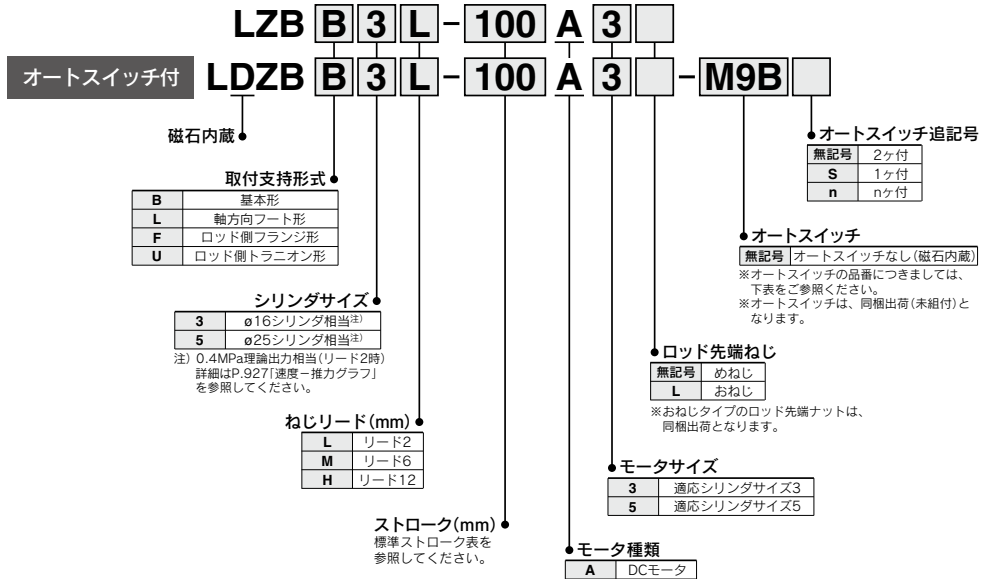 LZB B 3 L - 100 A 3
オートスイッチ付 LDZB B 3 L - 100 A 3 - M9B
磁石内蔵
取付支持形式
B 基本形
L 軸方向フート形
F ロッド側フランジ形
U ロッド側トラニオン形
シリンダサイズ
3 ø16シリンダ相当注)
5 ø25シリンダ相当注)
注) 0.4MPa理論出力相当(リード2時)
詳細はP.927「速度－推力グラフ」
を参照してください。
ねじリード(mm)
L リード2
M リード6
H リード12
ストローク(mm)
標準ストローク表を
参照してください。
オートスイッチ追記号
無記号 2ヶ付
S 1ヶ付
n nヶ付
オートスイッチ
無記号 オートスイッチなし(磁石内蔵)
※オートスイッチの品番につきましては、
下表をご参照ください。
※オートスイッチは、同梱出荷(未組付)と
なります。
ロッド先端ねじ
無記号 めねじ
L おねじ
※おねじタイプのロッド先端ナットは、
同梱出荷となります。
モータサイズ
3 適応シリンダサイズ3
5 適応シリンダサイズ5
モータ種類
A DCモータ